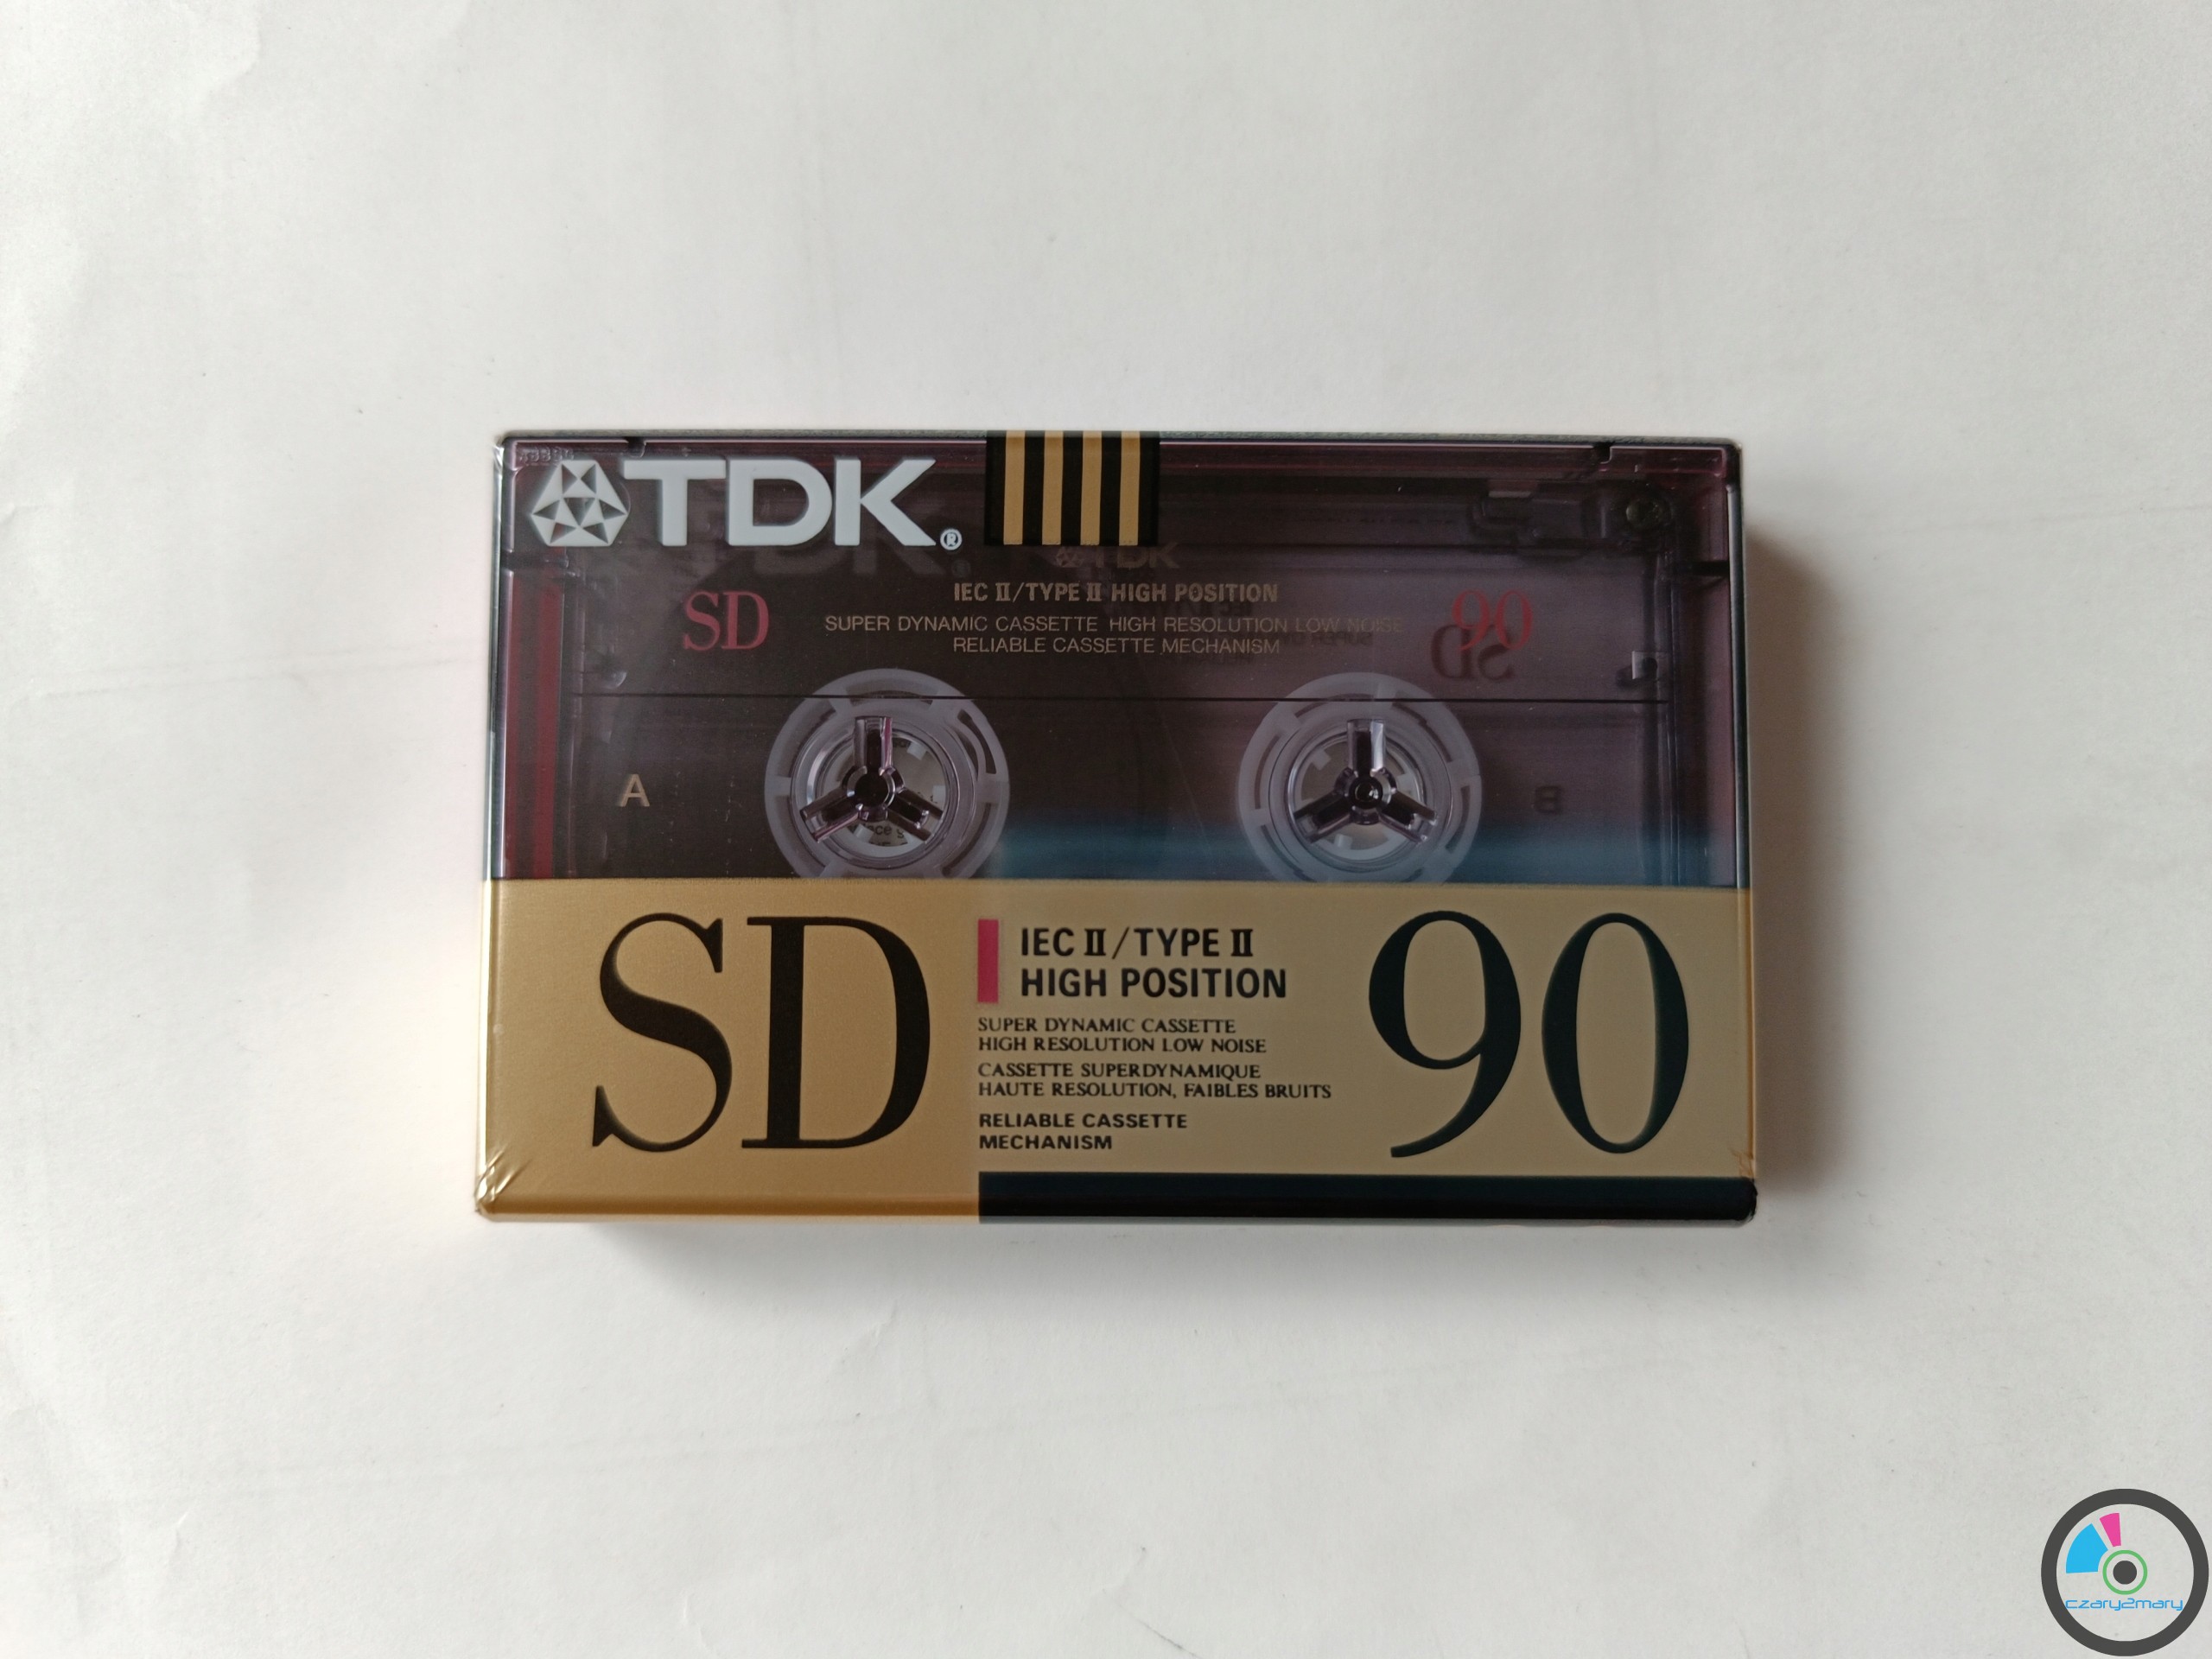 TDK®
TDK
SD
IEC II/TYPE II HIGH POSITION
90
SUPER DYNAMIC CASSETTE HIGH RESOLUTION LOW NOISE
RELIABLE CASSETTE MECHANISM
SD
A
B
SD
IEC II/TYPE II
HIGH POSITION
90
SUPER DYNAMIC CASSETTE
HIGH RESOLUTION LOW NOISE
CASSETTE SUPERDYNAMIQUE
HAUTE RESOLUTION, FAIBLES BRUITS
RELIABLE CASSETTE
MECHANISM
czary2mary